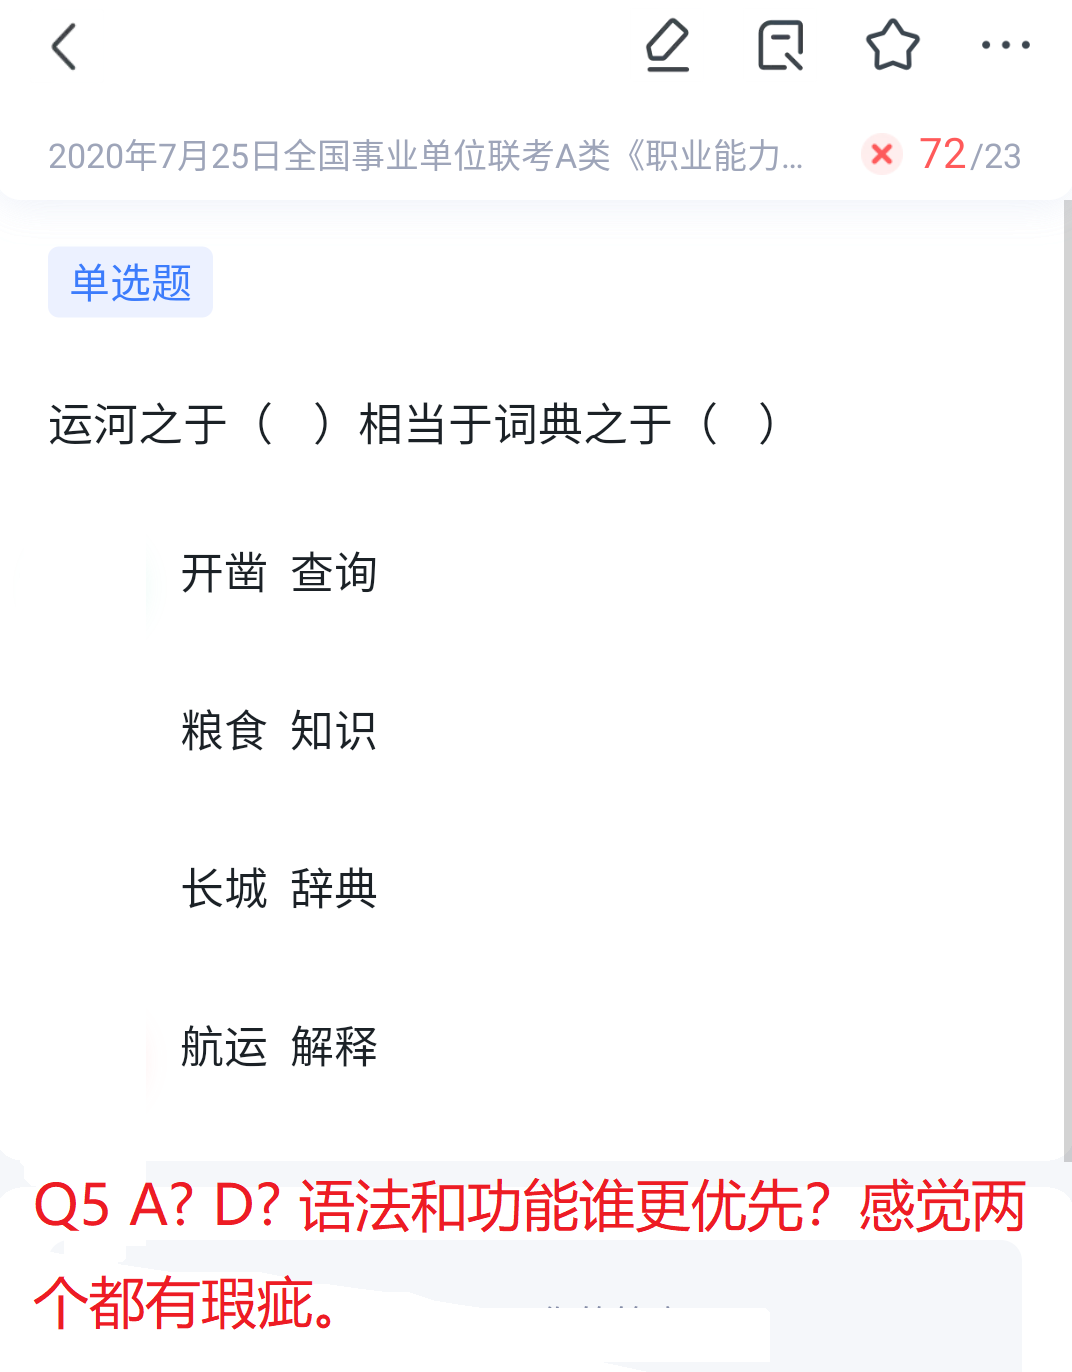 2020年7月25日全国事业单位联考A类《职业能力... 72/23
单选题
运河之于（ ）相当于词典之于（ ）
开凿 查询
粮食 知识
长城 辞典
航运 解释
Q5 A? D? 语法和功能谁更优先？感觉两
个都有瑕疵。